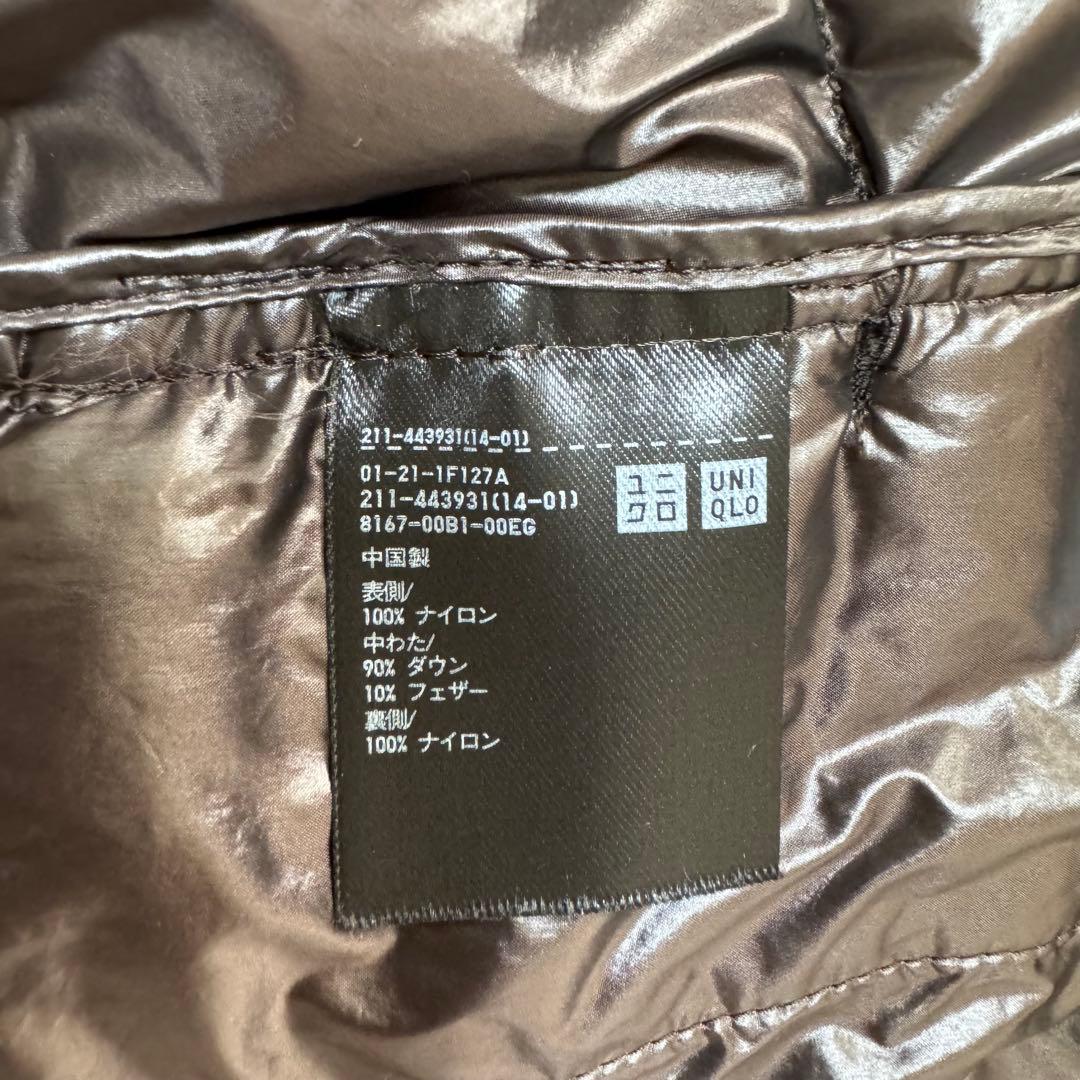 211-443931(14-01)
01-21-1F127A
211-443931(14-01)
8167-00B1-00EG
ユニクロ
UNIQLO
中国製
表側/
100% ナイロン
中わた/
90% ダウン
10% フェザー
裏側/
100% ナイロン